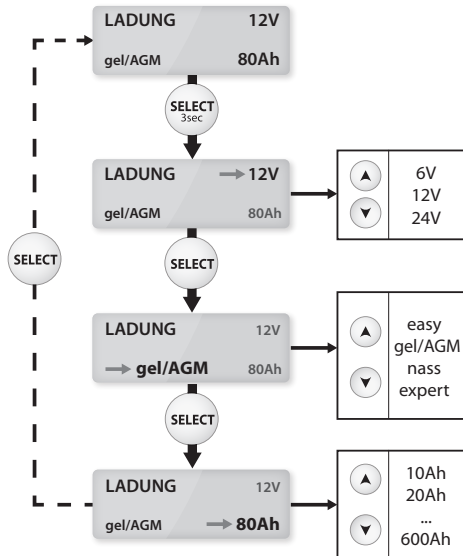 LADUNG 12V
gel/AGM 80Ah
SELECT
3sec
LADUNG 12V
gel/AGM 80Ah
6V
12V
24V
SELECT
SELECT
LADUNG 12V
gel/AGM 80Ah
easy
gel/AGM
nass
expert
SELECT
LADUNG 12V
gel/AGM 80Ah
10Ah
20Ah
...
600Ah